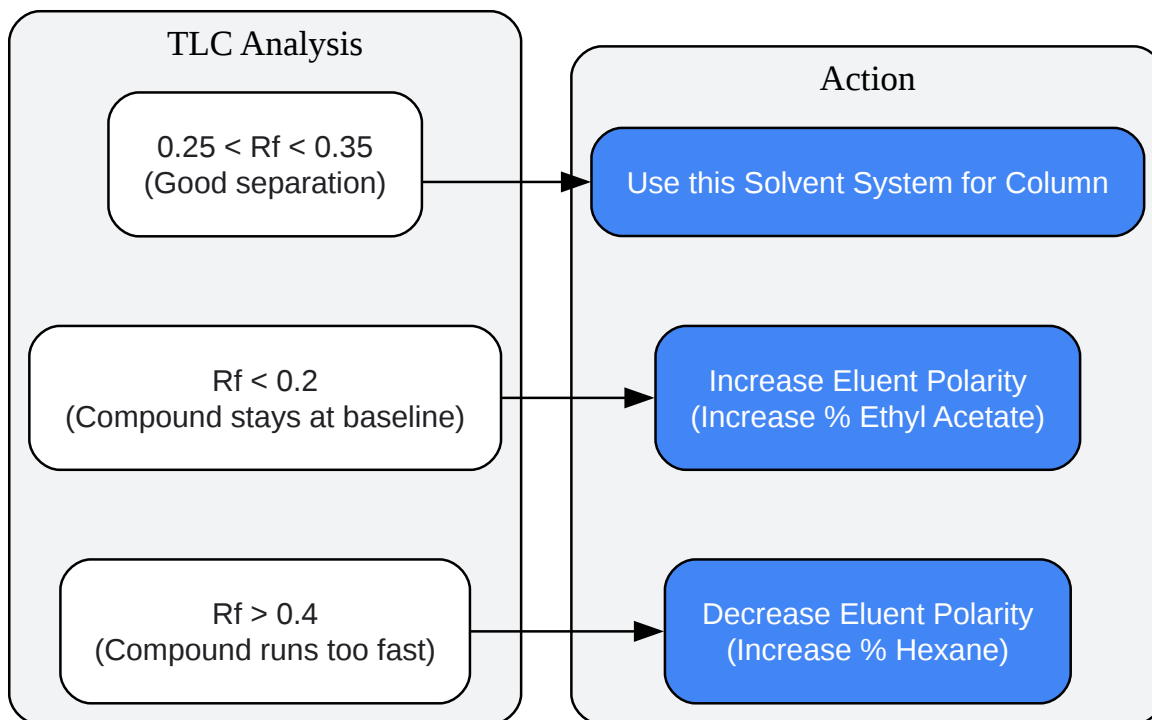 TLC Analysis
0.25 < Rf < 0.35
(Good separation)
Rf < 0.2
(Compound stays at baseline)
Rf > 0.4
(Compound runs too fast)
Action
Use this Solvent System for Column
Increase Eluent Polarity
(Increase % Ethyl Acetate)
Decrease Eluent Polarity
(Increase % Hexane)